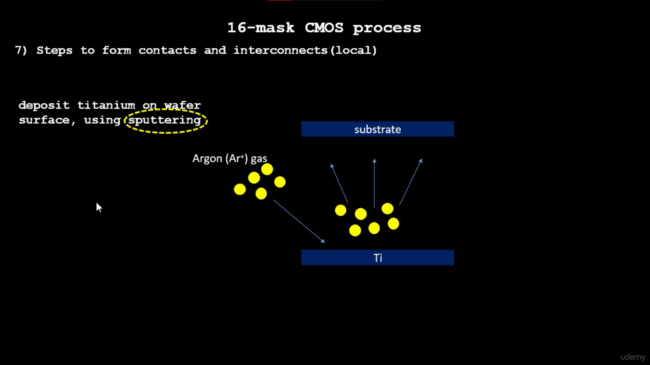 16-mask CMOS process
7) Steps to form contacts and interconnects(local)
deposit titanium on wafer
surface, using sputtering
substrate
Argon (Ar⁺) gas
Ti
udemy